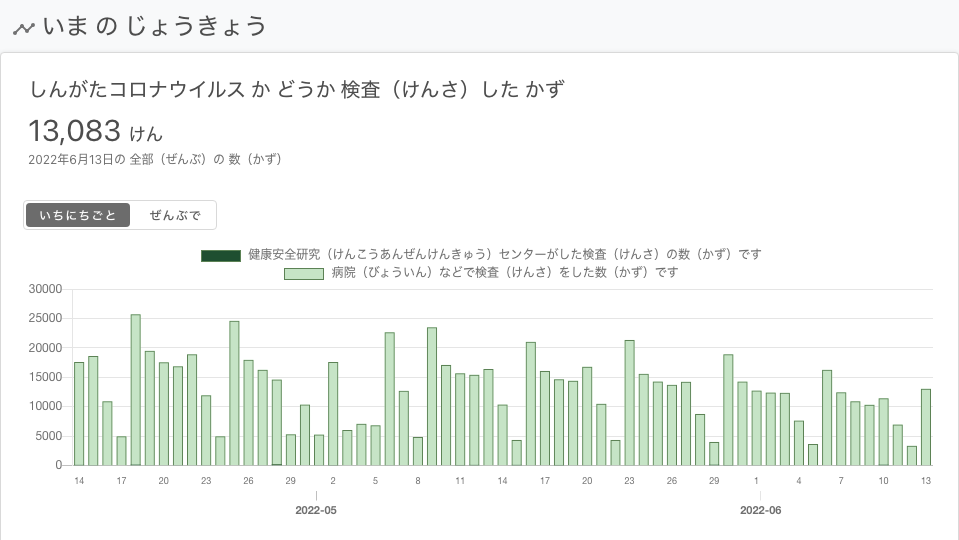 いま の じょうきょう
しんがたコロナウイルス か どうか 検査（けんさ）した かず
13,083 けん
2022年6月13日の 全部（ぜんぶ）の 数（かず）
いちにちごと ぜんぶで
健康安全研究（けんこうあんぜんけんきゅう）センターがした検査（けんさ）の数（かず）です
病院（びょういん）などで検査（けんさ）をした数（かず）です
30000
25000
20000
15000
10000
5000
0
14 17 20 23 26 29 2 5 8 11 14 17 20 23 26 29 1 4 7 10 13
2022-05 2022-06